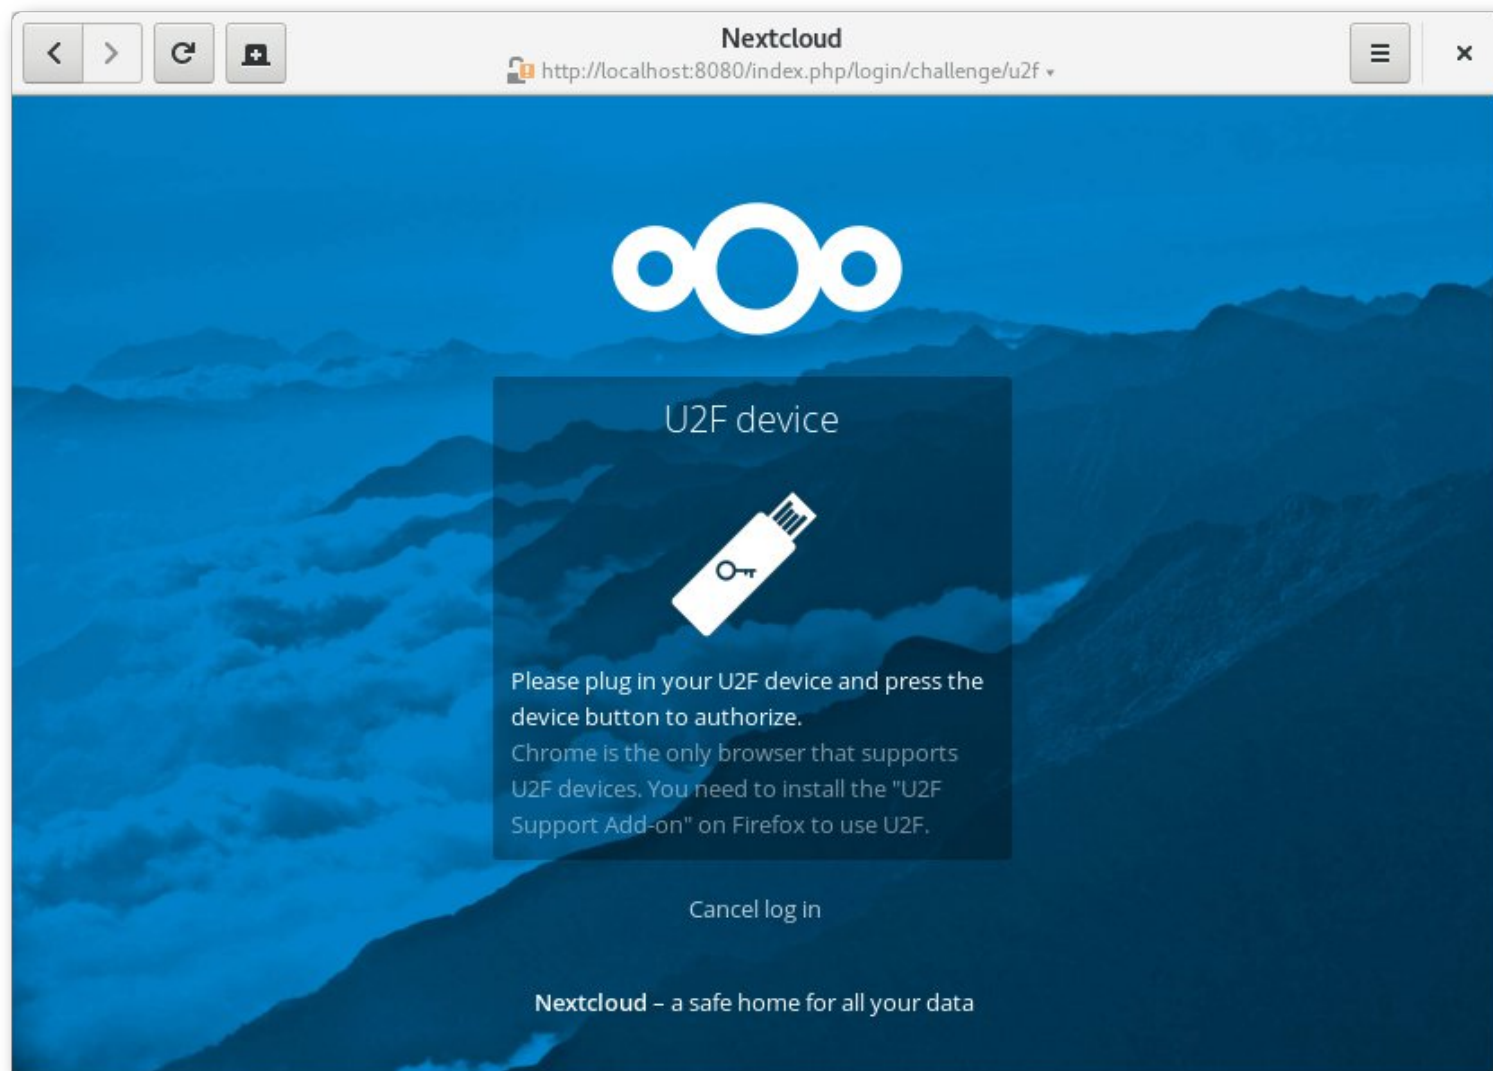 Nextcloud
http://localhost:8080/index.php/login/challenge/u2f
U2F device
Please plug in your U2F device and press the
device button to authorize.
Chrome is the only browser that supports
U2F devices. You need to install the "U2F
Support Add-on" on Firefox to use U2F.
Cancel log in
Nextcloud – a safe home for all your data